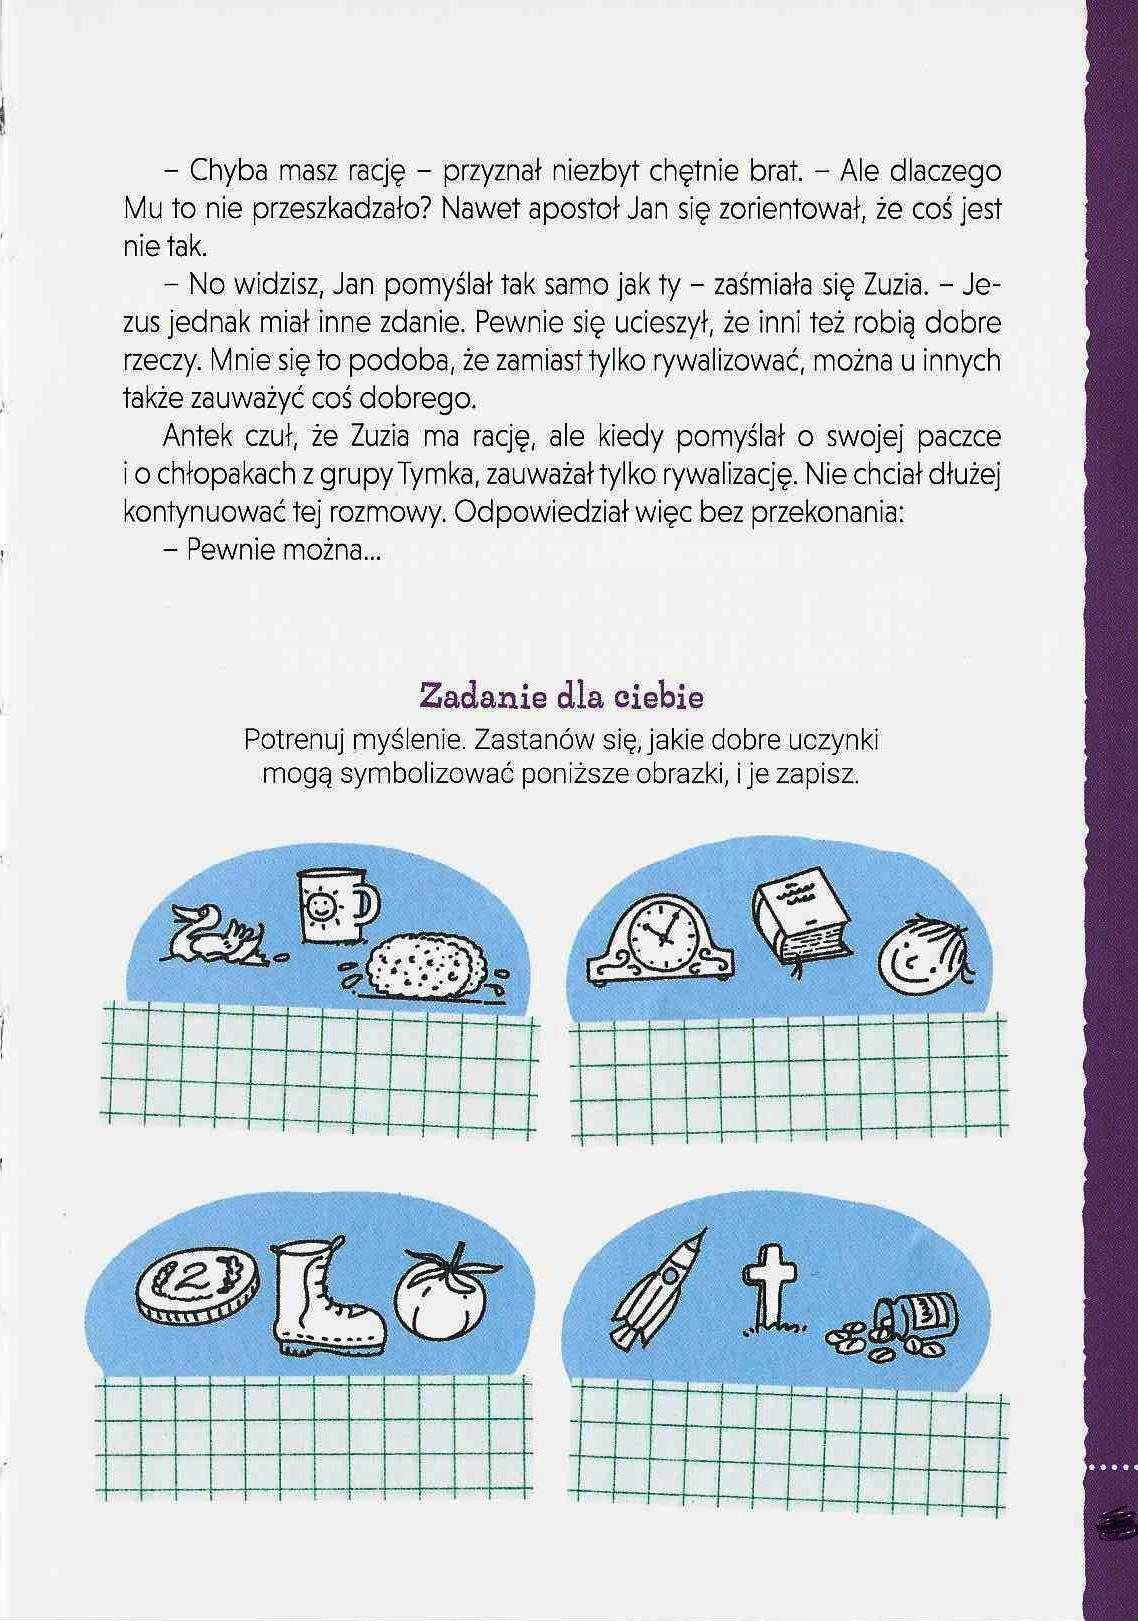 – Chyba masz rację – przyznał niezbyt chętnie brat. – Ale dlaczego
Mu to nie przeszkadzało? Nawet apostoł Jan się zorientował, że coś jest
nie tak.
– No widzisz, Jan pomyślał tak samo jak ty – zaśmiała się Zuzia. – Je-
zus jednak miał inne zdanie. Pewnie się ucieszył, że inni też robią dobre
rzeczy. Mnie się to podoba, że zamiast tylko rywalizować, można u innych
także zauważyć coś dobrego.
Antek czuł, że Zuzia ma rację, ale kiedy pomyślał o swojej paczce
i o chłopakach z grupy Tymka, zauważał tylko rywalizację. Nie chciał dłużej
kontynuować tej rozmowy. Odpowiedział więc bez przekonania:
– Pewnie można...
Zadanie dla ciebie
Potrenuj myślenie. Zastanów się, jakie dobre uczynki
mogą symbolizować poniższe obrazki, i je zapisz.
2